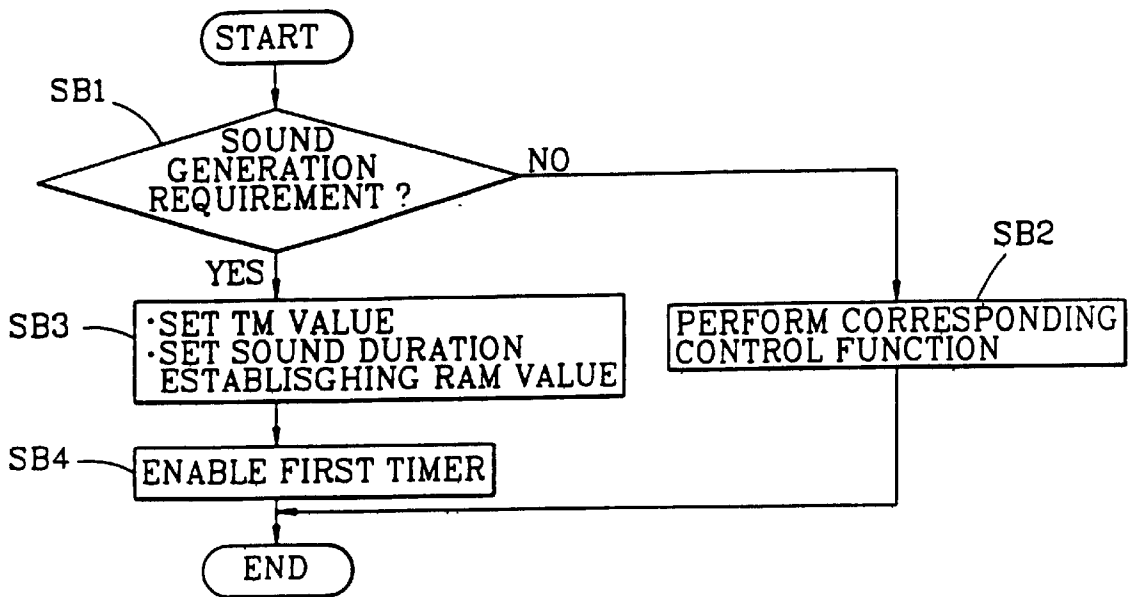 START
SB1
SOUND
GENERATION
REQUIREMENT ?
NO
YES
SB2
SB3
·SET TM VALUE
·SET SOUND DURATION
ESTABLISGHING RAM VALUE
PERFORM CORRESPONDING
CONTROL FUNCTION
SB4
ENABLE FIRST TIMER
END